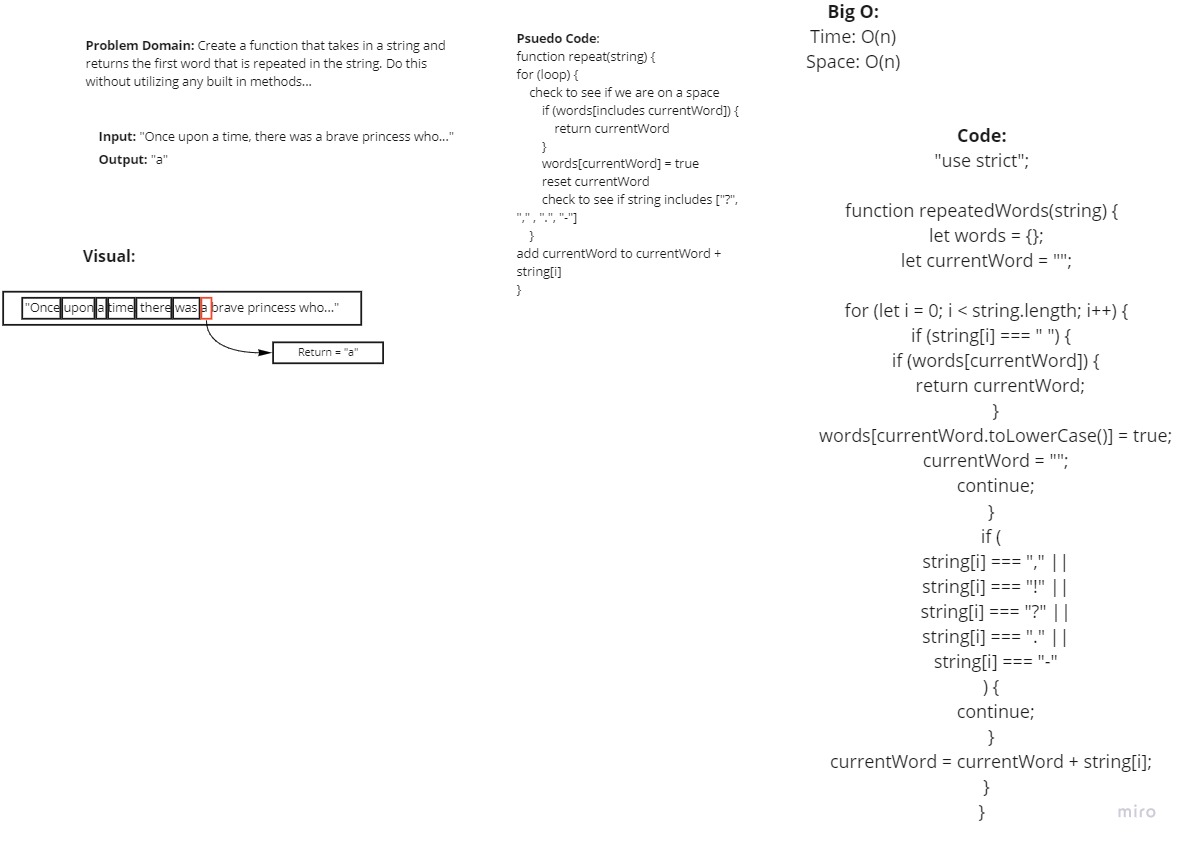 Problem Domain: Create a function that takes in a string and
returns the first word that is repeated in the string. Do this
without utilizing any built in methods...
Input: "Once upon a time, there was a brave princess who..."
Output: "a"
Visual:
"Once upon a time there was a brave princess who..."
Return = "a"
Psuedo Code:
function repeat(string) {
for (loop) {
check to see if we are on a space
if (words[includes currentWord]) {
return currentWord
}
words[currentWord] = true
reset currentWord
check to see if string includes ["?",
"," , ".", "-"]
}
add currentWord to currentWord +
string[i]
}
Big O:
Time: O(n)
Space: O(n)
Code:
"use strict";
function repeatedWords(string) {
let words = {};
let currentWord = "";
for (let i = 0; i < string.length; i++) {
if (string[i] === " ") {
if (words[currentWord]) {
return currentWord;
}
words[currentWord.toLowerCase()] = true;
currentWord = "";
continue;
}
if (
string[i] === "," ||
string[i] === "!" ||
string[i] === "?" ||
string[i] === "." ||
string[i] === "-"
) {
continue;
}
currentWord = currentWord + string[i];
}
}
miro